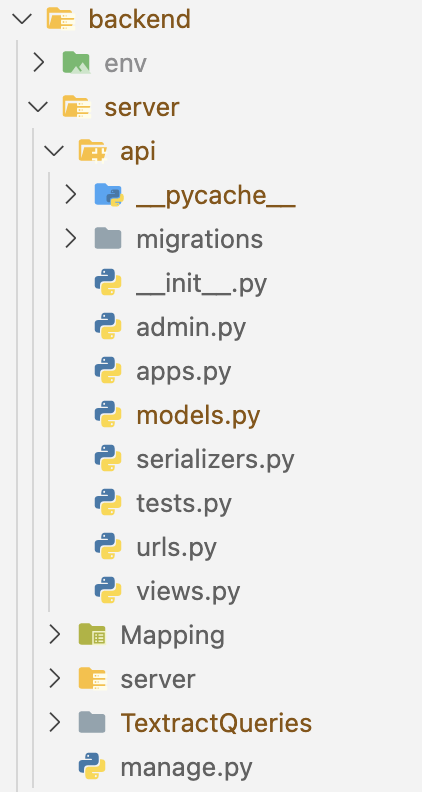 backend
env
server
api
__pycache__
migrations
__init__.py
admin.py
apps.py
models.py
serializers.py
tests.py
urls.py
views.py
Mapping
server
TextractQueries
manage.py